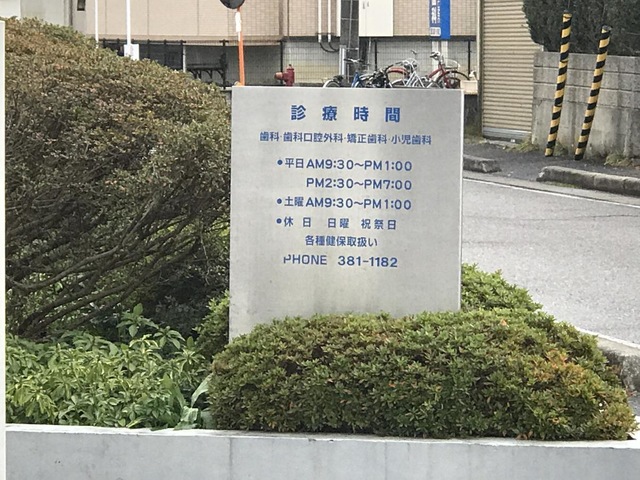 診療時間
歯科・歯科口腔外科・矯正歯科・小児歯科
●平日AM9:30～PM1:00
PM2:30～PM7:00
●土曜AM9:30～PM1:00
●休日 日曜 祝祭日
各種健保取扱い
PHONE 381-1182